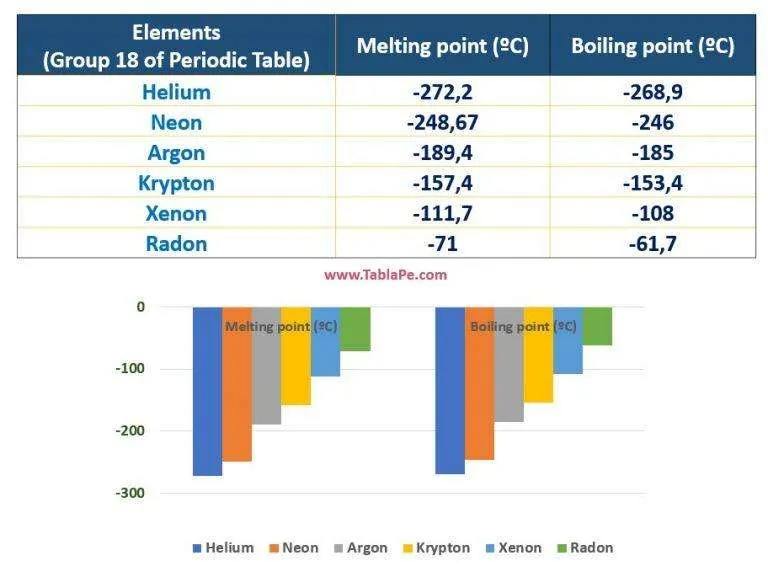 Elements
(Group 18 of Periodic Table) Melting point (ºC) Boiling point (ºC)
Helium -272,2 -268,9
Neon -248,67 -246
Argon -189,4 -185
Krypton -157,4 -153,4
Xenon -111,7 -108
Radon -71 -61,7
www.TablaPe.com
0
Melting point (ºC) Boiling point (ºC)
-100
-200
-300
Helium Neon Argon Krypton Xenon Radon